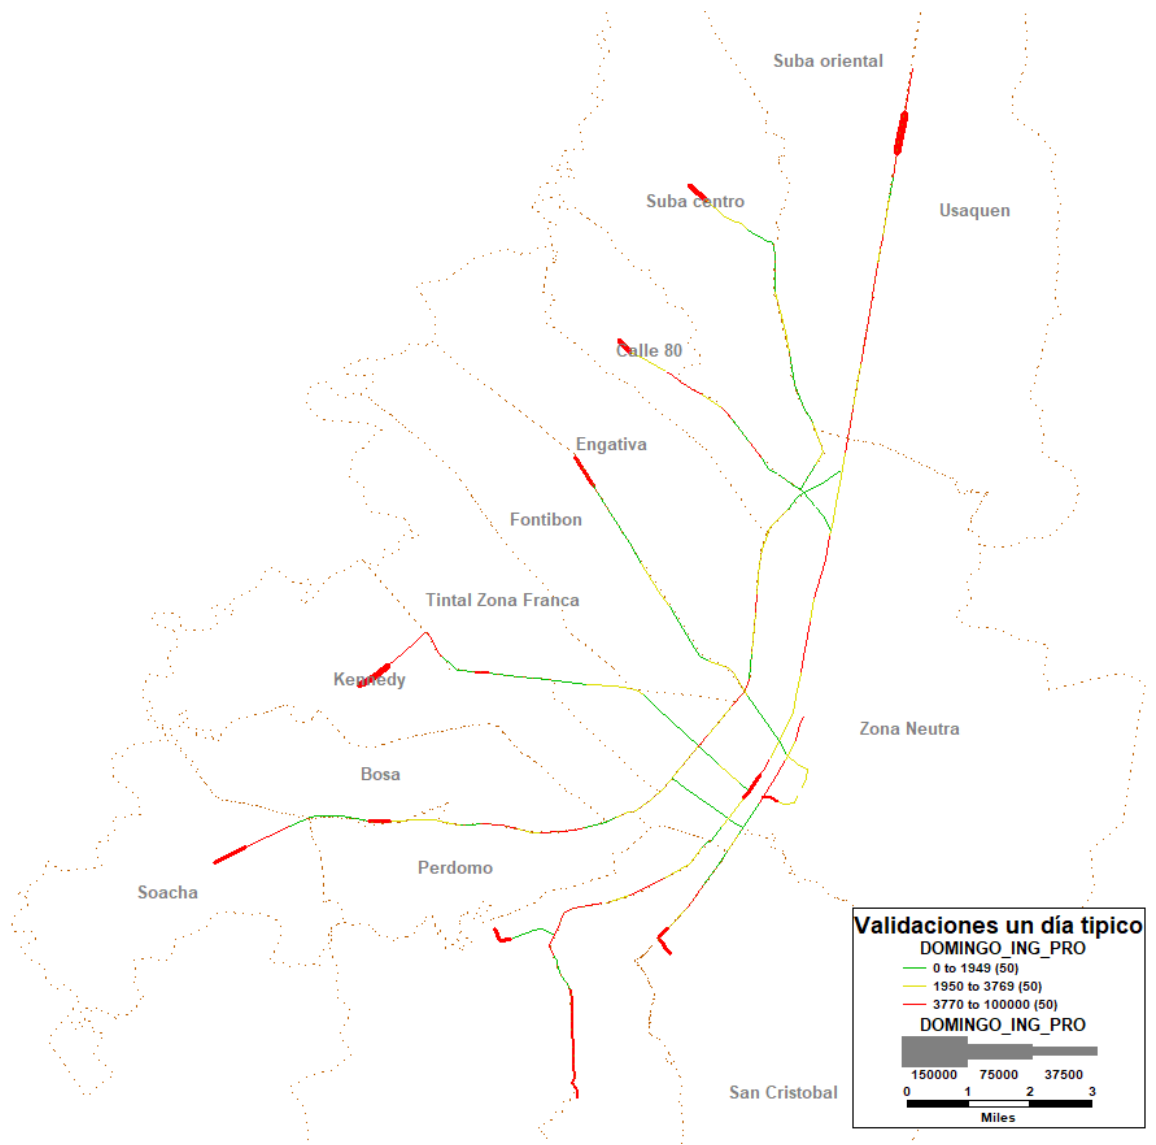 Suba oriental
Suba centro
Usaquen
Calle 80
Engativa
Fontibon
Tintal Zona Franca
Kennedy
Zona Neutra
Bosa
Perdomo
Soacha
San Cristobal
Validaciones un día tipico
DOMINGO_ING_PRO
0 to 1949 (50)
1950 to 3769 (50)
3770 to 100000 (50)
DOMINGO_ING_PRO
150000 75000 37500
0 1 2 3
Miles